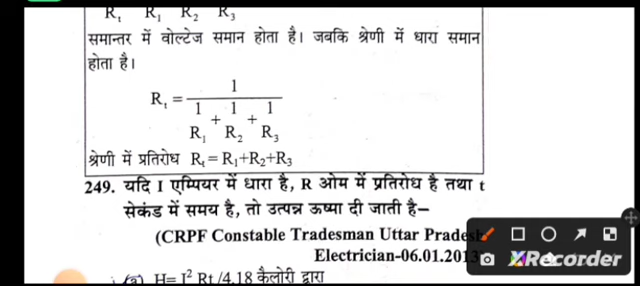 R₁ R₁ R₂ R₃
समान्तर में वोल्टेज समान होता है। जबकि श्रेणी में धारा समान
होता है।
Rₜ = 1 / (1/R₁ + 1/R₂ + 1/R₃)
श्रेणी में प्रतिरोध Rₜ = R₁+R₂+R₃
249. यदि I एम्पियर में धारा है, R ओम में प्रतिरोध है तथा t
सेकंड में समय है, तो उत्पन्न ऊष्मा दी जाती है–
(CRPF Constable Tradesman Uttar Pradesh
Electrician-06.01.2013
(a) H= I² Rt /4.18 कैलोरी द्वारा
XRecorder